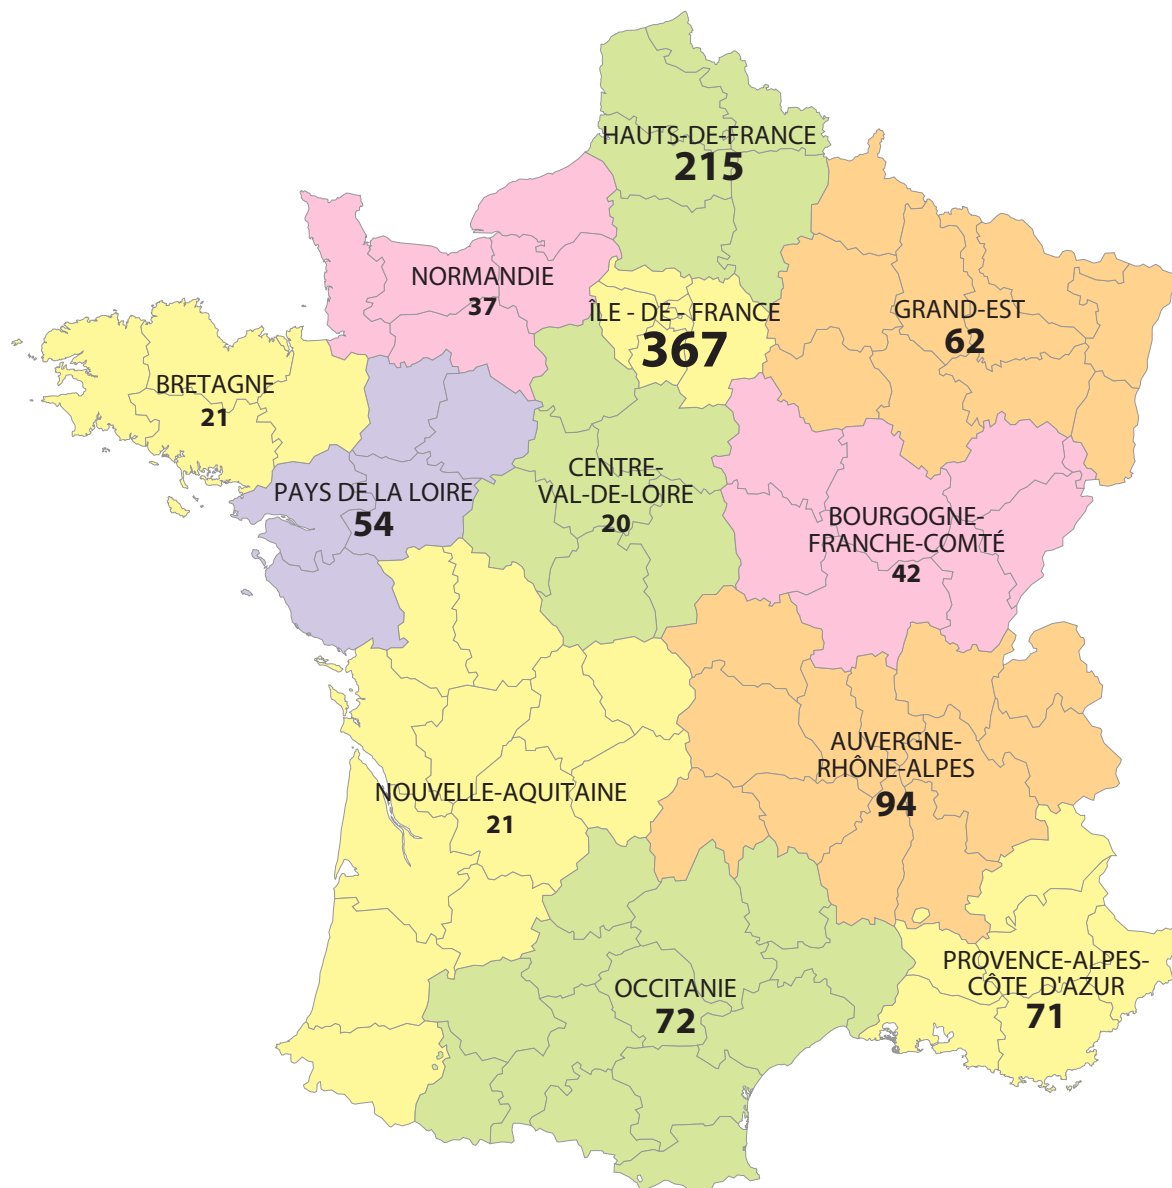 HAUTS-DE-FRANCE
215
NORMANDIE
37
ÎLE - DE - FRANCE
367
GRAND-EST
62
BRETAGNE
21
PAYS DE LA LOIRE
54
CENTRE-
VAL-DE-LOIRE
20
BOURGOGNE-
FRANCHE-COMTÉ
42
AUVERGNE-
RHÔNE-ALPES
94
NOUVELLE-AQUITAINE
21
OCCITANIE
72
PROVENCE-ALPES-
CÔTE D'AZUR
71